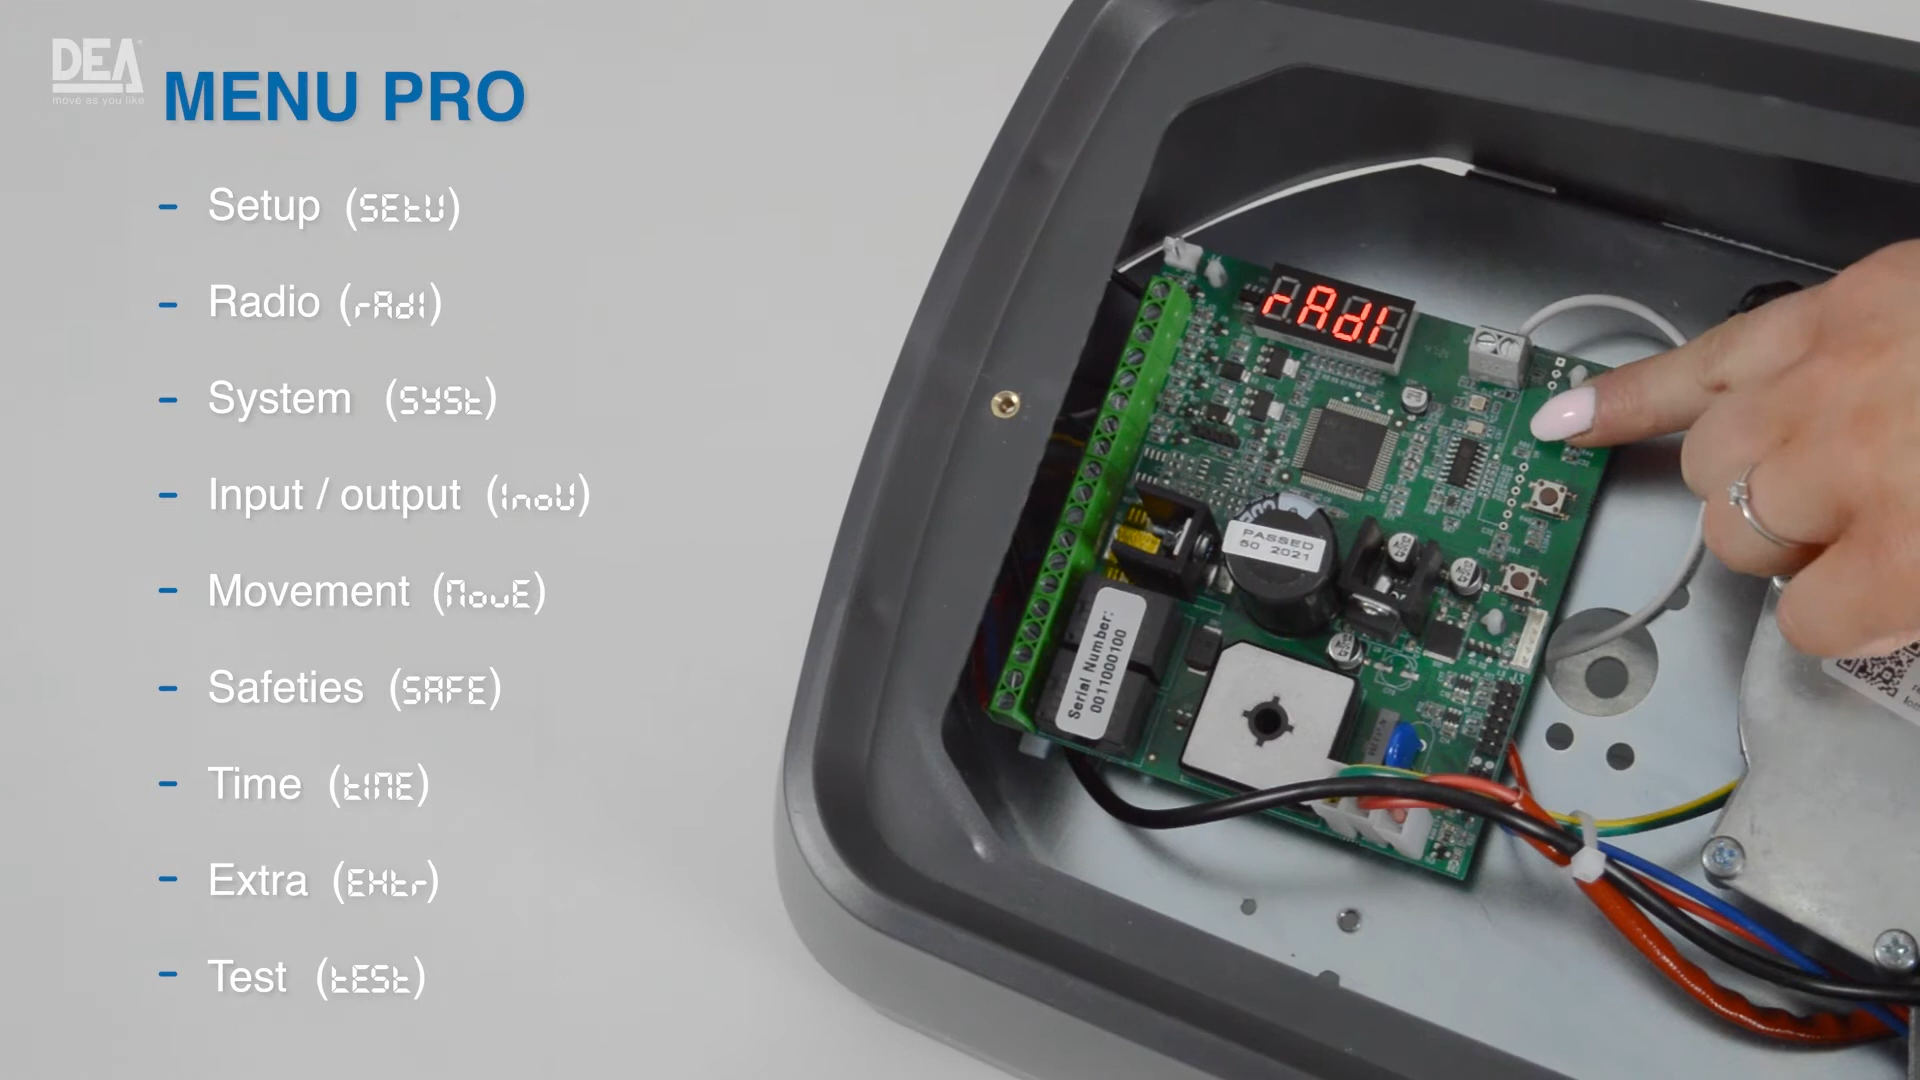 DEA
move as you like
MENU PRO
- Setup (SEtU)
- Radio (rAdI)
- System (SYSt)
- Input / output (InoU)
- Movement (MovE)
- Safeties (SAFE)
- Time (tIME)
- Extra (EHtr)
- Test (tESt)
rAdI
PASSED
50 2021
Serial Number:
0011000100
J3